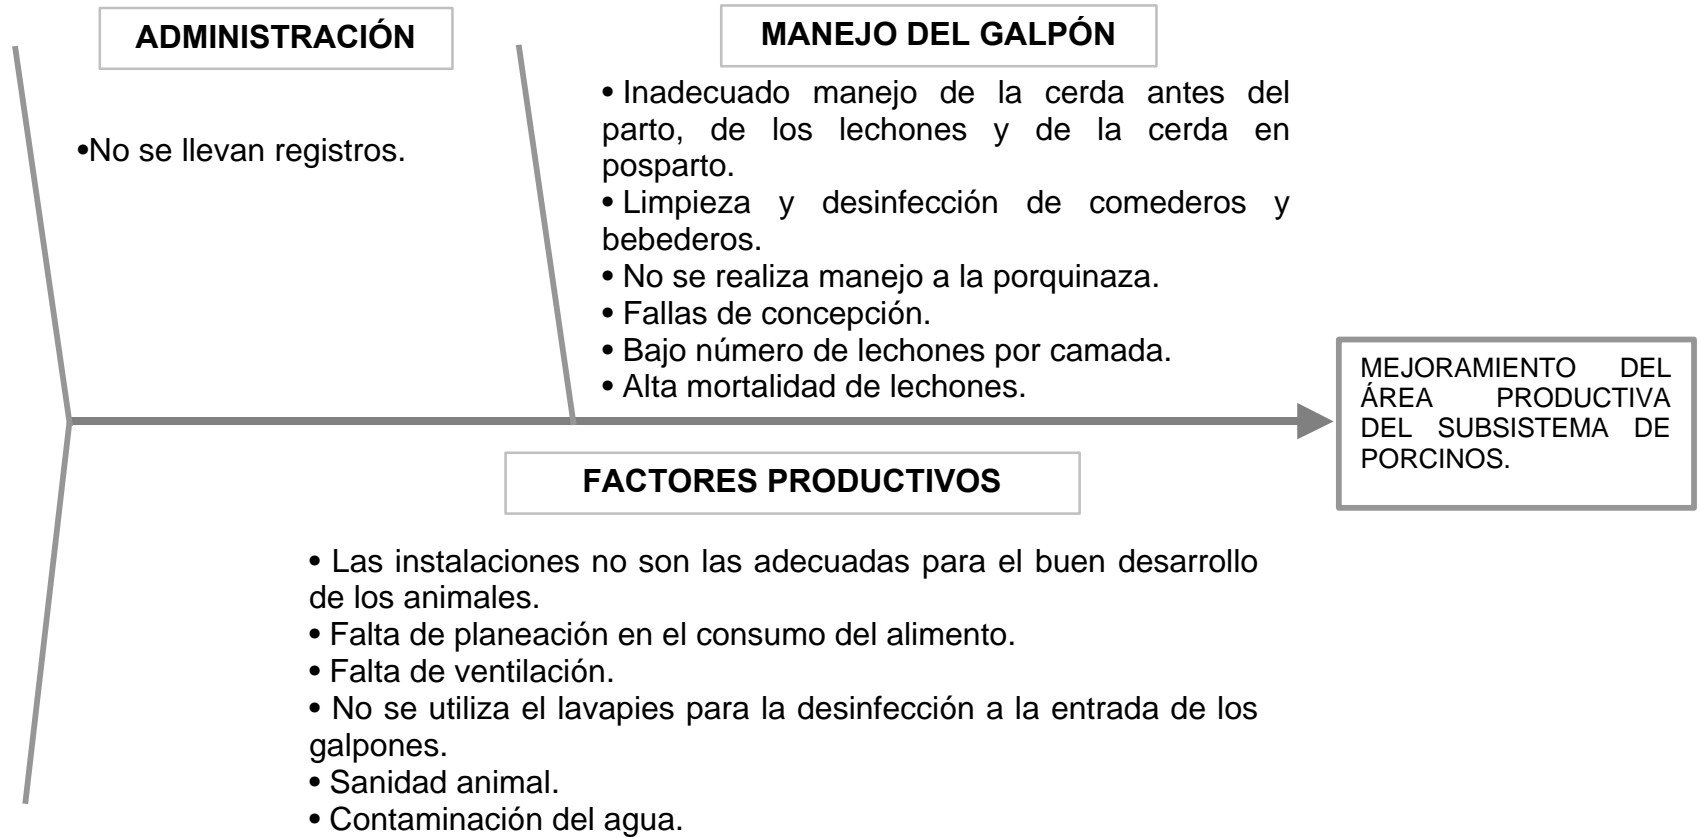 ADMINISTRACIÓN
•No se llevan registros.
MANEJO DEL GALPÓN
• Inadecuado manejo de la cerda antes del
parto, de los lechones y de la cerda en
posparto.
• Limpieza y desinfección de comederos y
bebederos.
• No se realiza manejo a la porquinaza.
• Fallas de concepción.
• Bajo número de lechones por camada.
• Alta mortalidad de lechones.
MEJORAMIENTO DEL
ÁREA PRODUCTIVA
DEL SUBSISTEMA DE
PORCINOS.
FACTORES PRODUCTIVOS
• Las instalaciones no son las adecuadas para el buen desarrollo
de los animales.
• Falta de planeación en el consumo del alimento.
• Falta de ventilación.
• No se utiliza el lavapies para la desinfección a la entrada de los
galpones.
• Sanidad animal.
• Contaminación del agua.